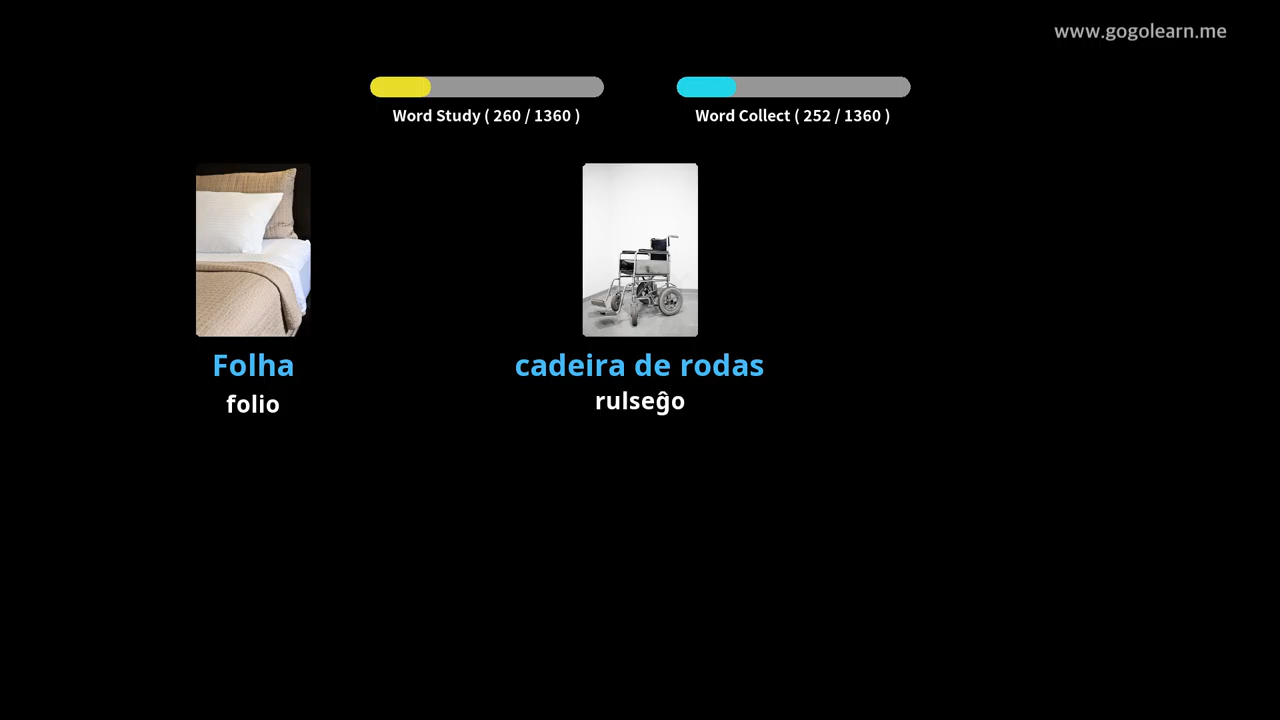 www.gogolearn.me
Word Study ( 260 / 1360 )
Word Collect ( 252 / 1360 )
Folha
folio
cadeira de rodas
rulseĝo